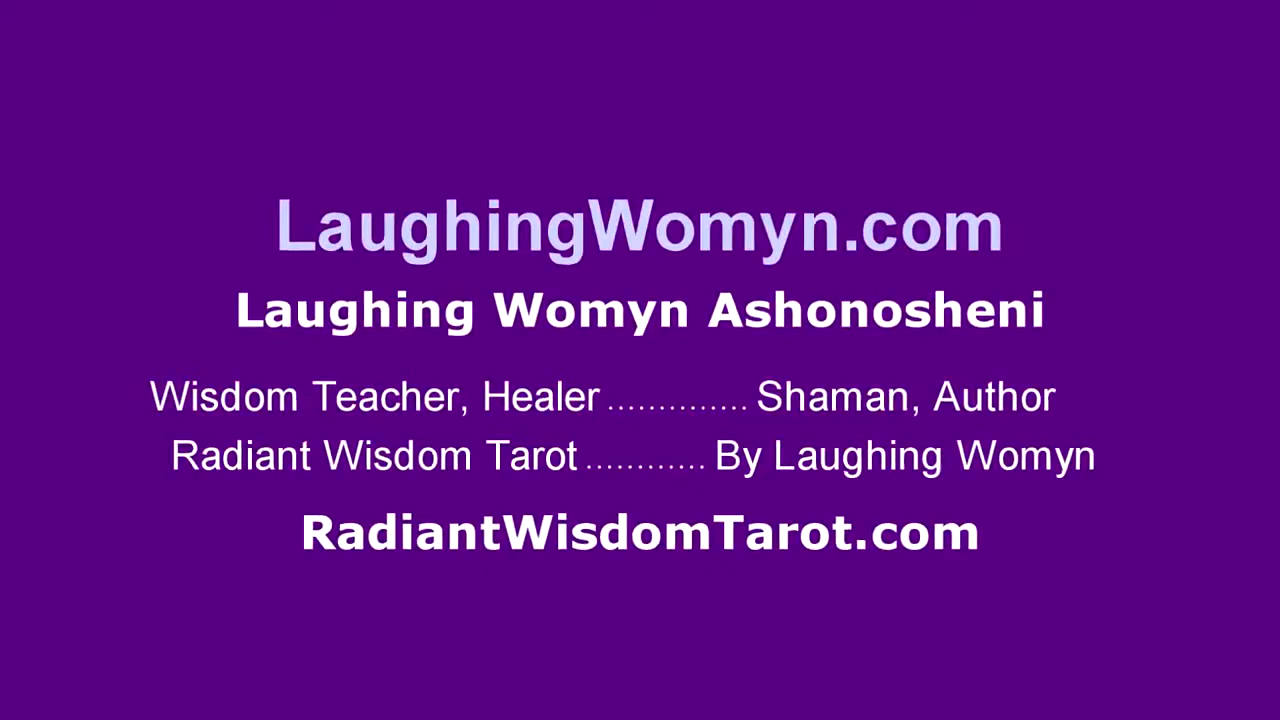 LaughingWomyn.com
Laughing Womyn Ashonosheni
Wisdom Teacher, Healer .............. Shaman, Author
Radiant Wisdom Tarot ............ By Laughing Womyn
RadiantWisdomTarot.com